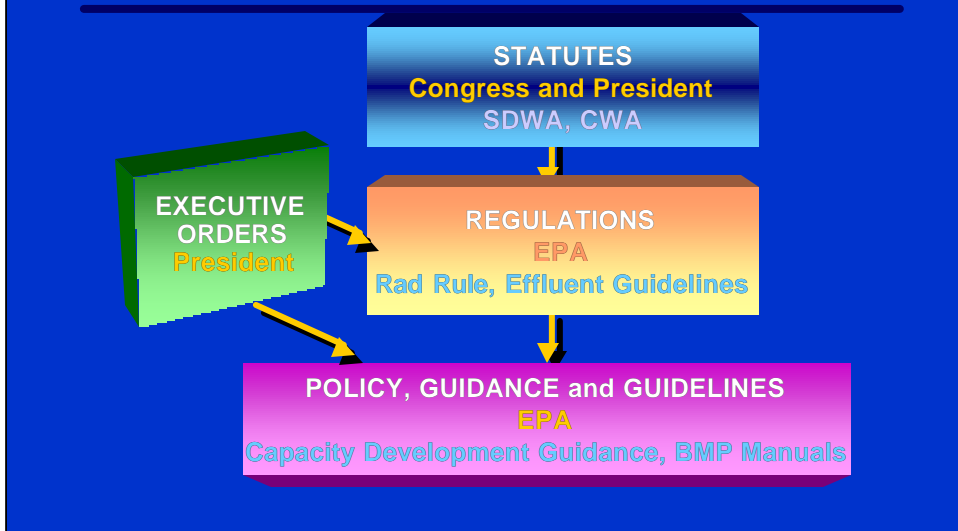 STATUTES
Congress and President
SDWA, CWA
EXECUTIVE
ORDERS
President
REGULATIONS
EPA
Rad Rule, Effluent Guidelines
POLICY, GUIDANCE and GUIDELINES
EPA
Capacity Development Guidance, BMP Manuals